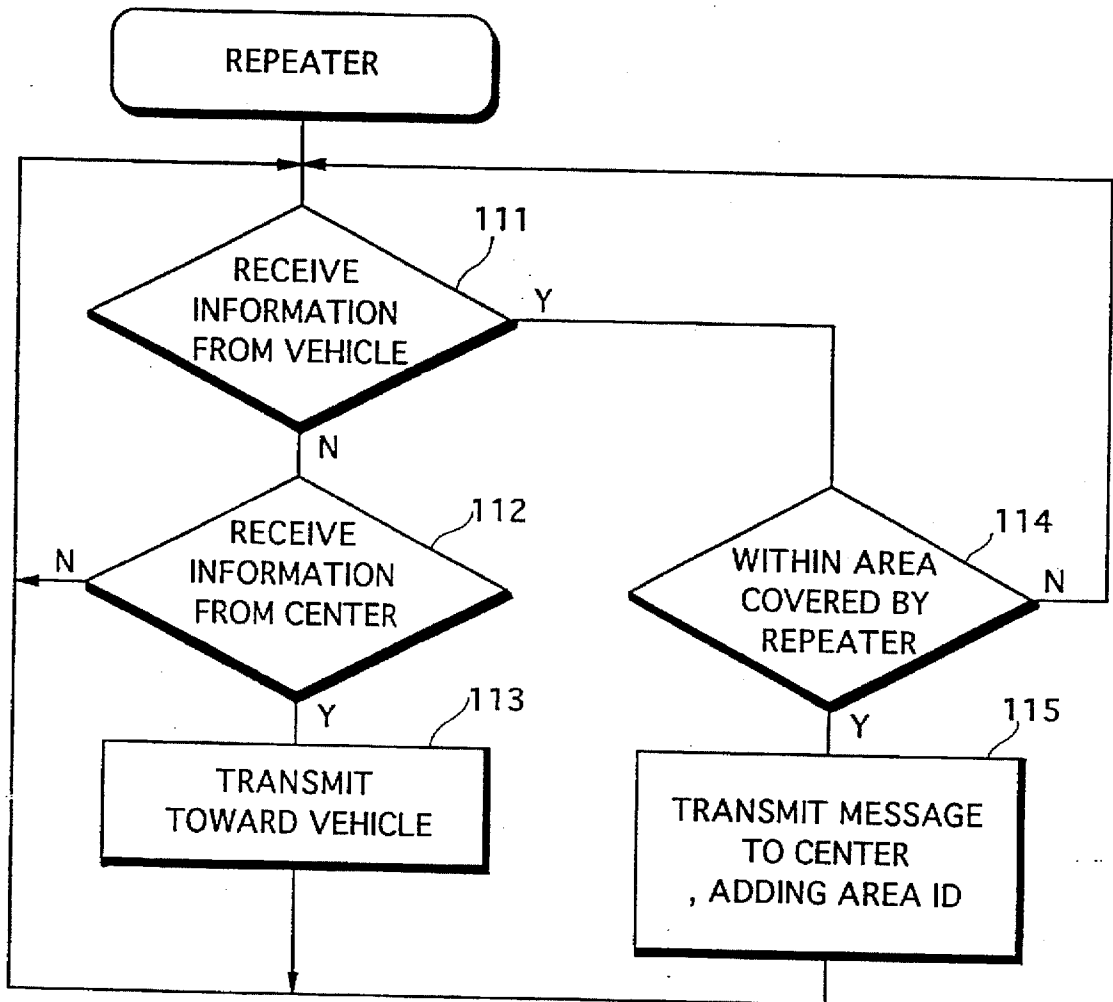 REPEATER
111
RECEIVE
INFORMATION
FROM VEHICLE
Y
N
112
RECEIVE
INFORMATION
FROM CENTER
N
Y
114
WITHIN AREA
COVERED BY
REPEATER
N
Y
113
TRANSMIT
TOWARD VEHICLE
115
TRANSMIT MESSAGE
TO CENTER
, ADDING AREA ID